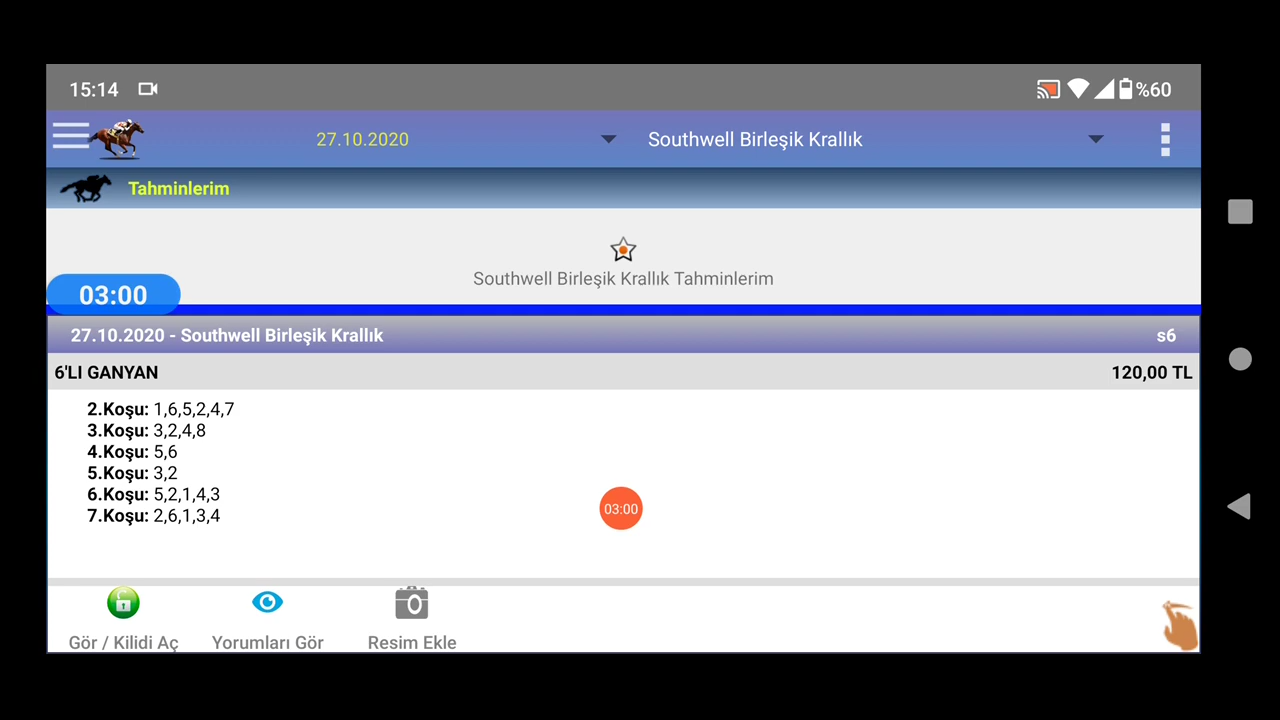 15:14 %60
27.10.2020 Southwell Birleşik Krallık
Tahminlerim
Southwell Birleşik Krallık Tahminlerim
03:00
27.10.2020 - Southwell Birleşik Krallık s6
6'LI GANYAN 120,00 TL
2.Koşu: 1,6,5,2,4,7
3.Koşu: 3,2,4,8
4.Koşu: 5,6
5.Koşu: 3,2
6.Koşu: 5,2,1,4,3
03:00
7.Koşu: 2,6,1,3,4
Gör / Kilidi Aç Yorumları Gör Resim Ekle